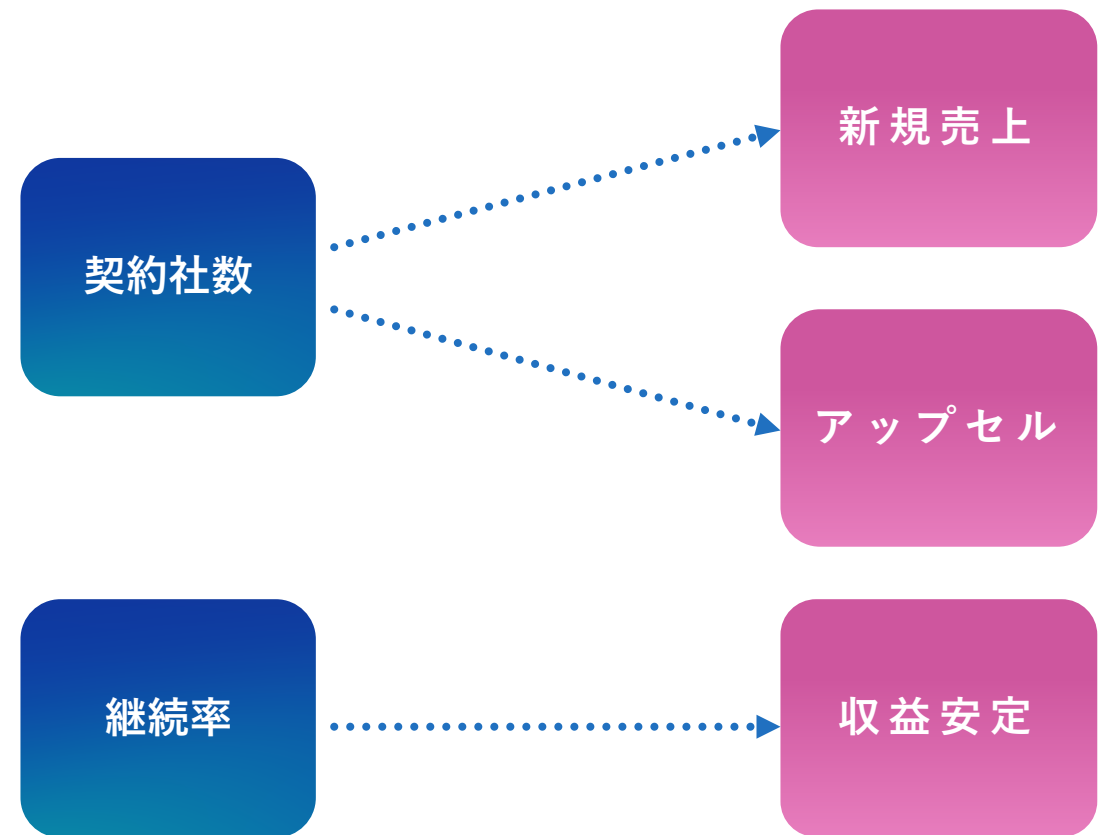 新規売上
契約社数
アップセル
継続率
収益安定